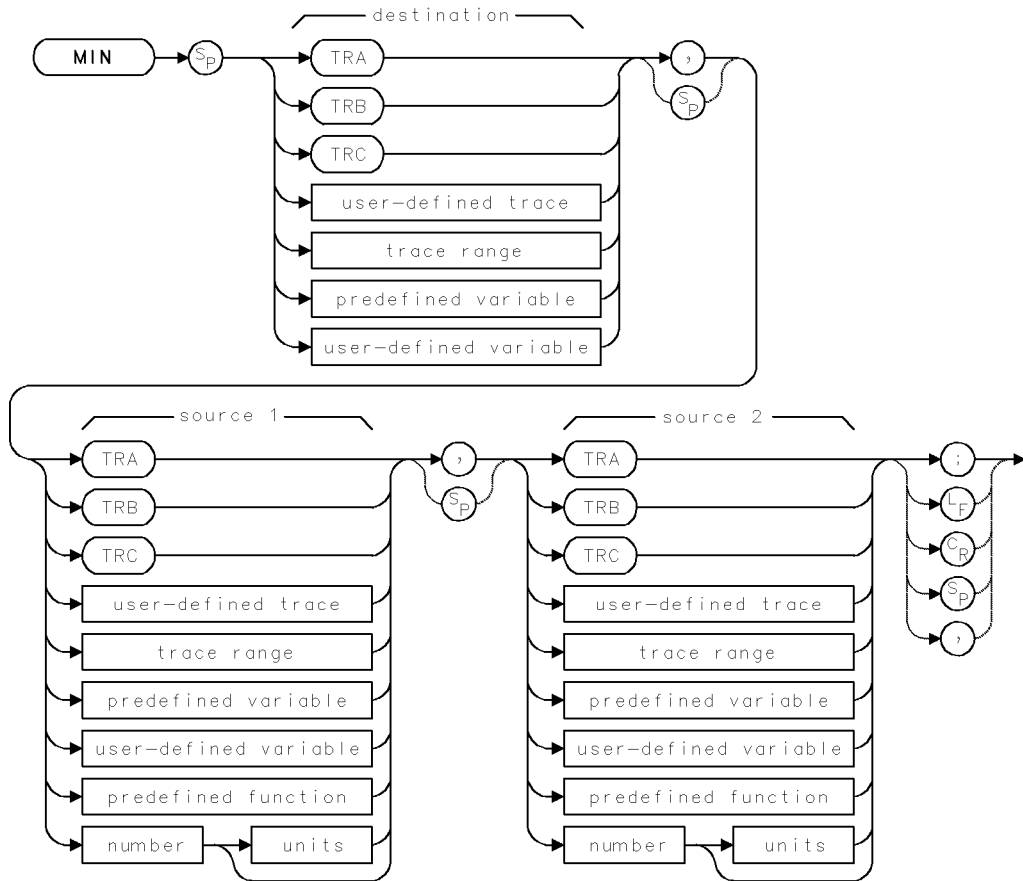 destination
MIN SP TRA ,
TRB SP
TRC
user-defined trace
trace range
predefined variable
user-defined variable
source 1 source 2
TRA , TRA ;
TRB SP TRB LF
TRC TRC CR
user-defined trace user-defined trace SP
trace range trace range ,
predefined variable predefined variable
user-defined variable user-defined variable
predefined function predefined function
number units number units